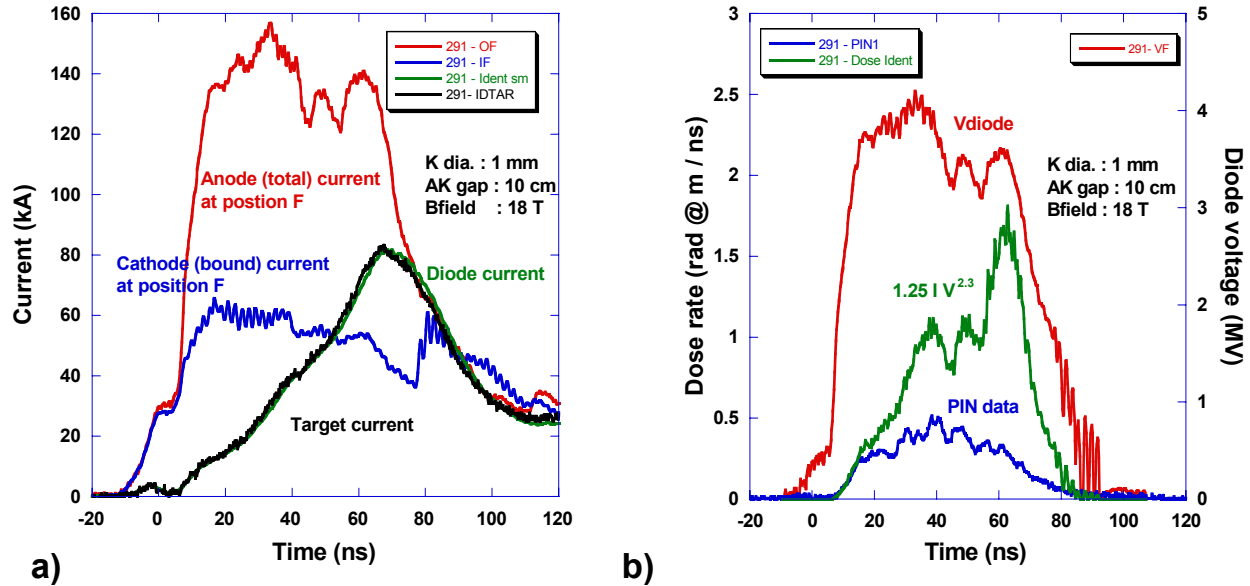 160
140
120
100
80
60
40
20
0
-20 0 20 40 60 80 100 120
Current (kA)
Time (ns)
291 - OF
291 - IF
291 - Ident sm
291- IDTAR
Anode (total) current
at postion F
K dia. : 1 mm
AK gap : 10 cm
Bfield : 18 T
Cathode (bound) current
at position F
Diode current
Target current
a)
3
2.5
2
1.5
1
0.5
0
-20 0 20 40 60 80 100 120
Dose rate (rad @ m / ns)
Time (ns)
5
4
3
2
1
0
Diode voltage (MV)
291 - PIN1
291 - Dose Ident
291- VF
Vdiode
K dia. : 1 mm
AK gap : 10 cm
Bfield : 18 T
1.25 I V^2.3
PIN data
b)